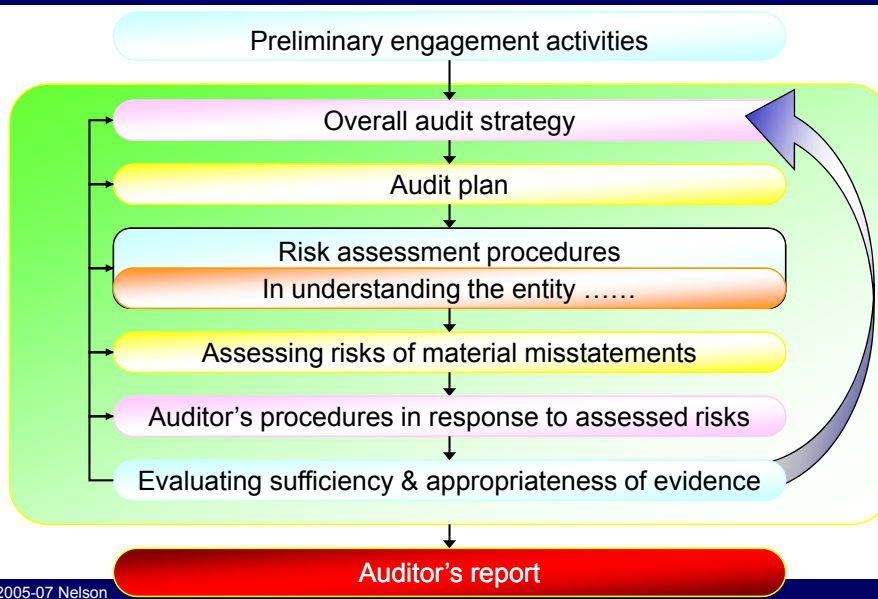 Preliminary engagement activities
Overall audit strategy
Audit plan
Risk assessment procedures
In understanding the entity ……
Assessing risks of material misstatements
Auditor’s procedures in response to assessed risks
Evaluating sufficiency & appropriateness of evidence
Auditor’s report
2005-07 Nelson